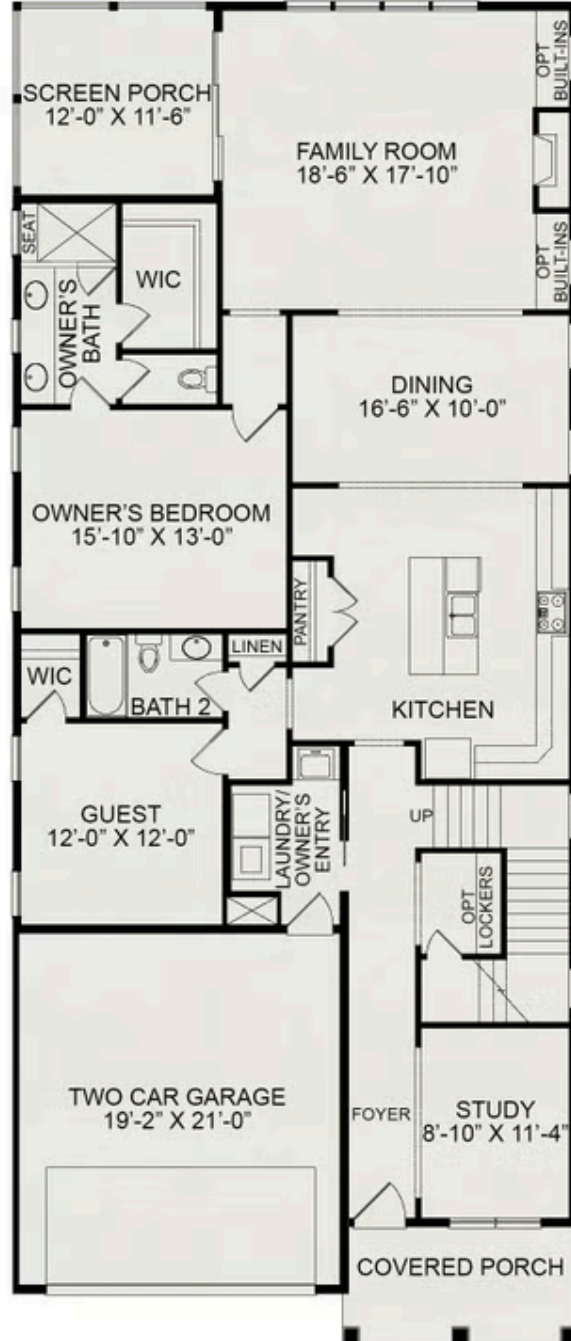 SCREEN PORCH
12'-0" X 11'-6"
FAMILY ROOM
18'-6" X 17'-10"
OPT
BUILT-INS
OPT
BUILT-INS
SEAT
WIC
OWNER'S
BATH
DINING
16'-6" X 10'-0"
OWNER'S BEDROOM
15'-10" X 13'-0"
PANTRY
KITCHEN
LINEN
WIC
BATH 2
GUEST
12'-0" X 12'-0"
LAUNDRY/
OWNER'S
ENTRY
UP
OPT
LOCKERS
TWO CAR GARAGE
19'-2" X 21'-0"
FOYER
STUDY
8'-10" X 11'-4"
COVERED PORCH